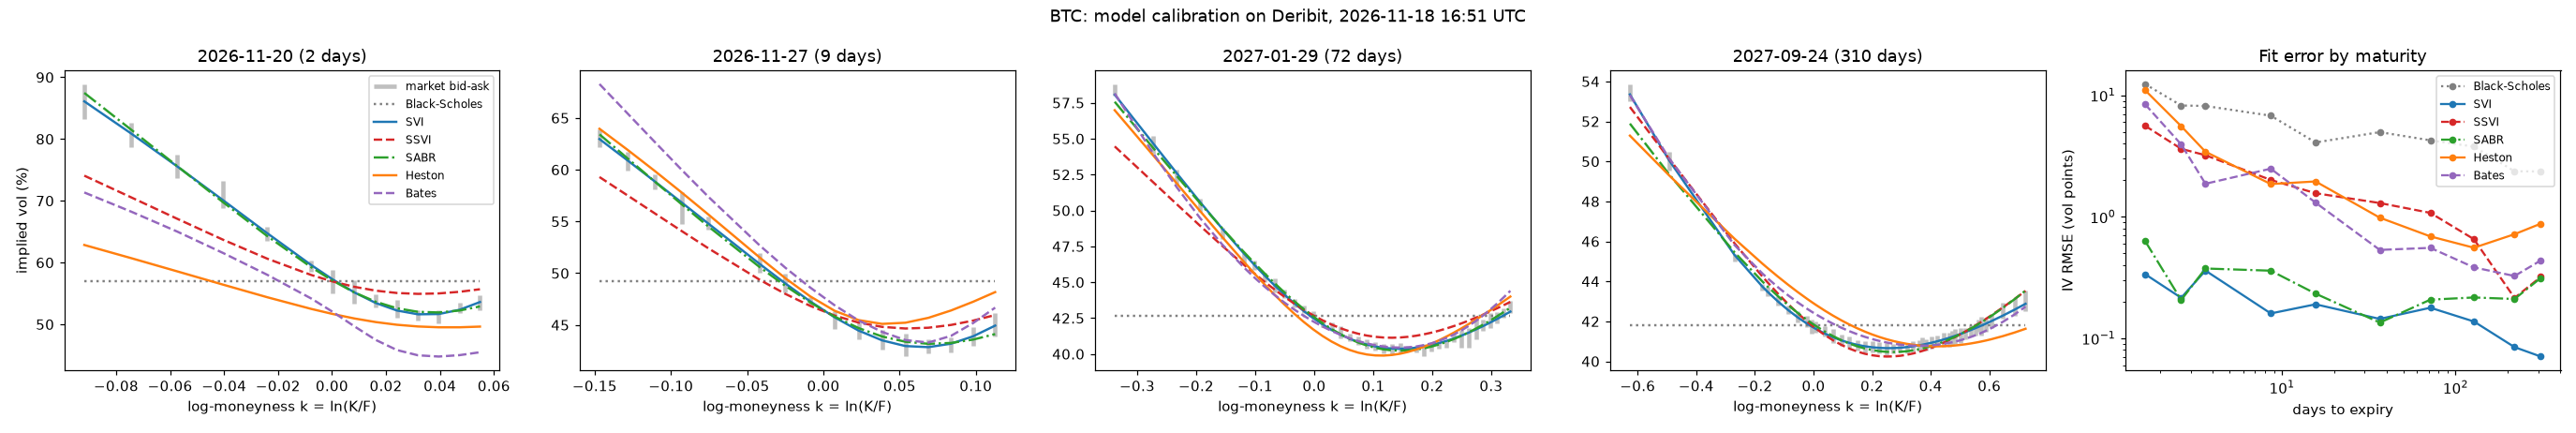 BTC: model calibration on Deribit, 2026-11-18 16:51 UTC
2026-11-20 (2 days)
90
80
70
60
50
implied vol (%)
−0.08 −0.06 −0.04 −0.02 0.00 0.02 0.04 0.06
log-moneyness k = ln(K/F)
market bid-ask
Black-Scholes
SVI
SSVI
SABR
Heston
Bates
2026-11-27 (9 days)
65
60
55
50
45
−0.15 −0.10 −0.05 0.00 0.05 0.10
log-moneyness k = ln(K/F)
2027-01-29 (72 days)
57.5
55.0
52.5
50.0
47.5
45.0
42.5
40.0
−0.3 −0.2 −0.1 0.0 0.1 0.2 0.3
log-moneyness k = ln(K/F)
2027-09-24 (310 days)
54
52
50
48
46
44
42
40
−0.6 −0.4 −0.2 0.0 0.2 0.4 0.6
log-moneyness k = ln(K/F)
Fit error by maturity
10¹
10⁰
10⁻¹
IV RMSE (vol points)
10¹ 10²
days to expiry
Black-Scholes
SVI
SSVI
SABR
Heston
Bates